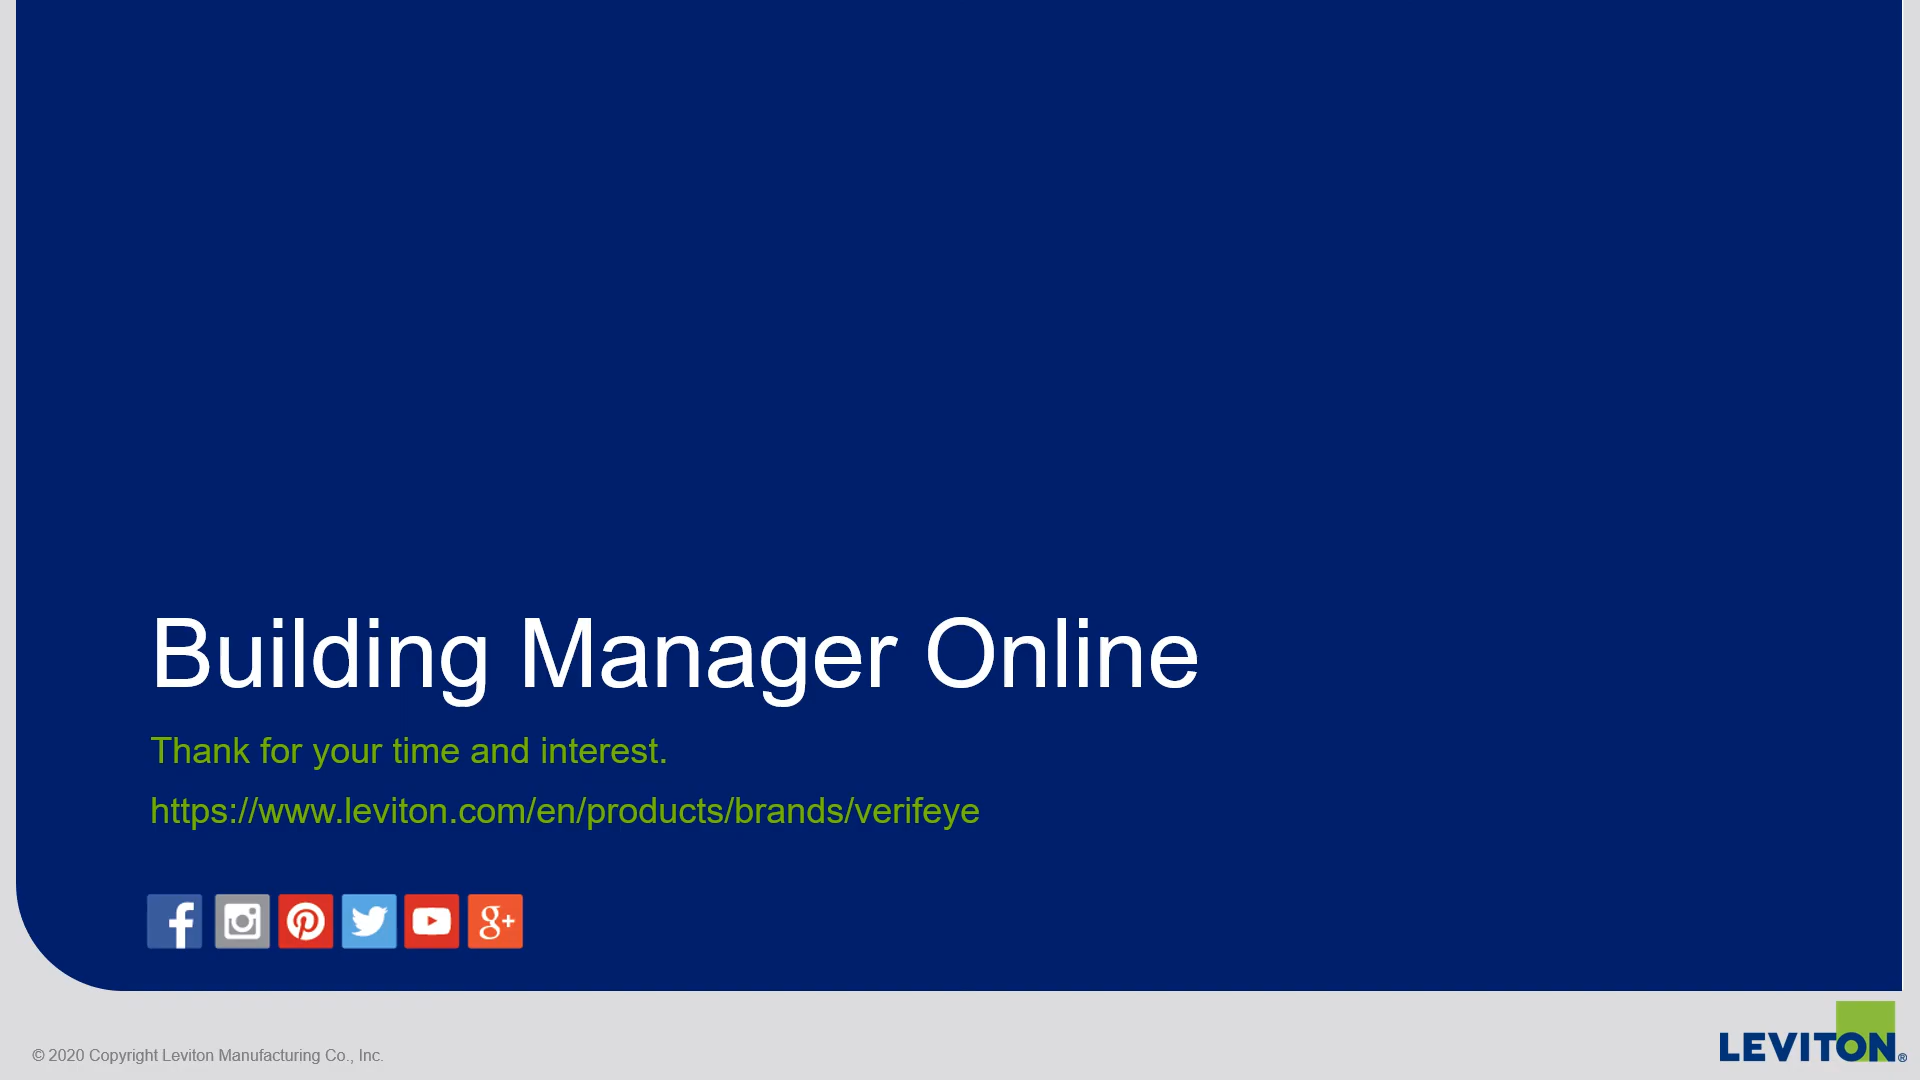 Building Manager Online
Thank for your time and interest.
https://www.leviton.com/en/products/brands/verifeye
g+
© 2020 Copyright Leviton Manufacturing Co., Inc.
LEVITON®